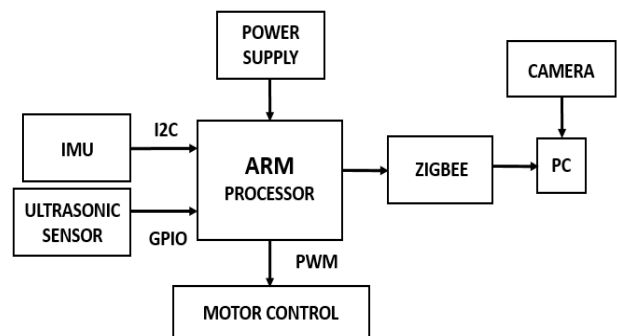 POWER
SUPPLY
CAMERA
I2C
IMU
ARM
PROCESSOR
ZIGBEE
PC
ULTRASONIC
SENSOR
GPIO
PWM
MOTOR CONTROL